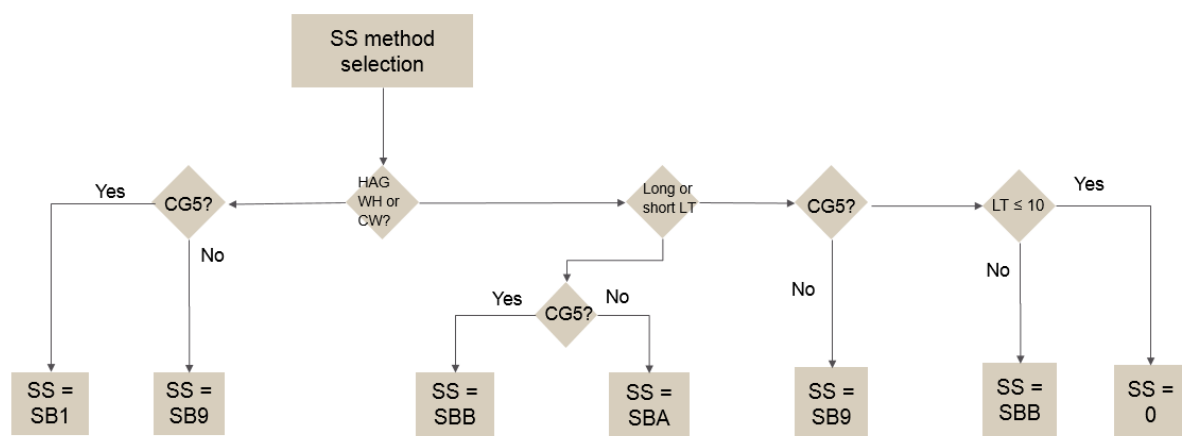 SS method
selection
HAG
WH or
CW?
Long or
short LT
CG5?
CG5?
LT ≤ 10
Yes
Yes
No
No
No
Yes
No
CG5?
SS =
SB1
SS =
SB9
SS =
SBB
SS =
SBA
SS =
SB9
SS =
SBB
SS =
0